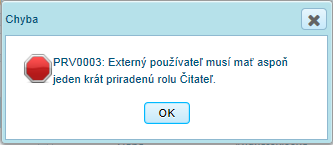 Chyba
PRV0003: Externý používateľ musí mať aspoň
jeden krát priradenú rolu Čitateľ.
OK